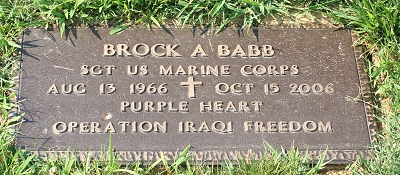 BROCK A BABB
SGT US MARINE CORPS
AUG 13 1966 OCT 15 2006
PURPLE HEART
OPERATION IRAQI FREEDOM